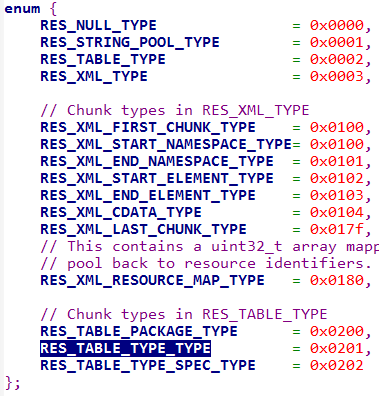 enum {
RES_NULL_TYPE = 0x0000,
RES_STRING_POOL_TYPE = 0x0001,
RES_TABLE_TYPE = 0x0002,
RES_XML_TYPE = 0x0003,
// Chunk types in RES_XML_TYPE
RES_XML_FIRST_CHUNK_TYPE = 0x0100,
RES_XML_START_NAMESPACE_TYPE= 0x0100,
RES_XML_END_NAMESPACE_TYPE = 0x0101,
RES_XML_START_ELEMENT_TYPE = 0x0102,
RES_XML_END_ELEMENT_TYPE = 0x0103,
RES_XML_CDATA_TYPE = 0x0104,
RES_XML_LAST_CHUNK_TYPE = 0x017f,
// This contains a uint32_t array mapp
// pool back to resource identifiers.
RES_XML_RESOURCE_MAP_TYPE = 0x0180,
// Chunk types in RES_TABLE_TYPE
RES_TABLE_PACKAGE_TYPE = 0x0200,
RES_TABLE_TYPE_TYPE = 0x0201,
RES_TABLE_TYPE_SPEC_TYPE = 0x0202
};